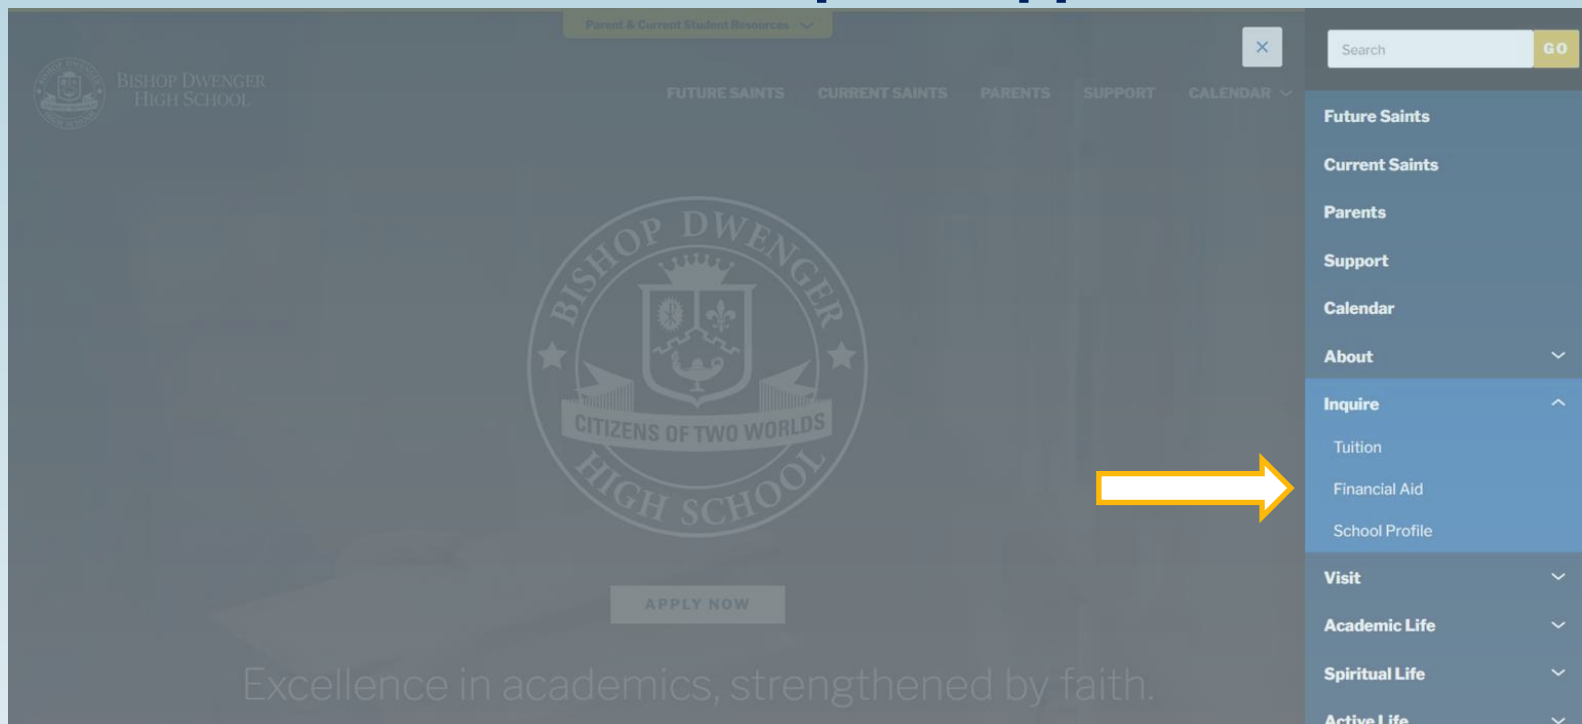 Parent & Current Student Resources
BISHOP DWENGER
HIGH SCHOOL
FUTURE SAINTS
CURRENT SAINTS
PARENTS
SUPPORT
CALENDAR
BISHOP DWENGER
CITIZENS OF TWO WORLDS
HIGH SCHOOL
APPLY NOW
Excellence in academics, strengthened by faith.
Search
GO
Future Saints
Current Saints
Parents
Support
Calendar
About
Inquire
Tuition
Financial Aid
School Profile
Visit
Academic Life
Spiritual Life
Active Life